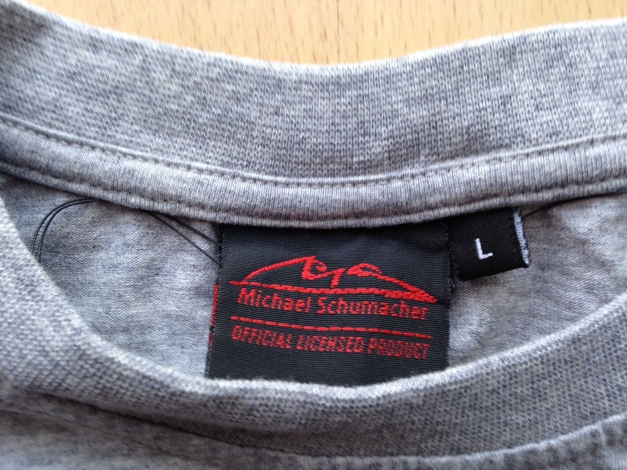 Michael Schumacher
OFFICIAL LICENSED PRODUCT
L